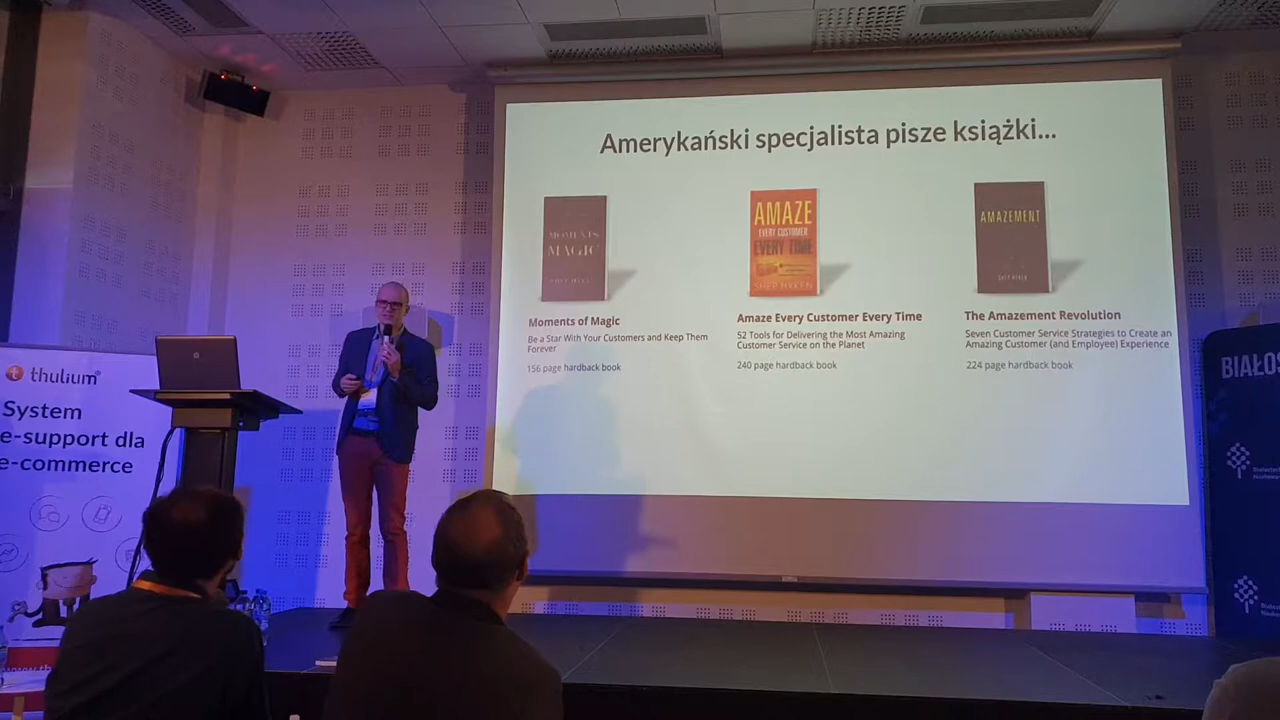 Amerykański specjalista pisze książki...
MOMENTS
MAGIC
AMAZE
EVERY CUSTOMER
EVERY TIME
SHEP HYKEN
AMAZEMENT
SHEP HYKEN
Moments of Magic
Be a Star With Your Customers and Keep Them
Forever
156 page hardback book
Amaze Every Customer Every Time
52 Tools for Delivering the Most Amazing
Customer Service on the Planet
240 page hardback book
The Amazement Revolution
Seven Customer Service Strategies to Create an
Amazing Customer (and Employee) Experience
224 page hardback book
thulium®
System
e-support dla
e-commerce
BIAŁOS